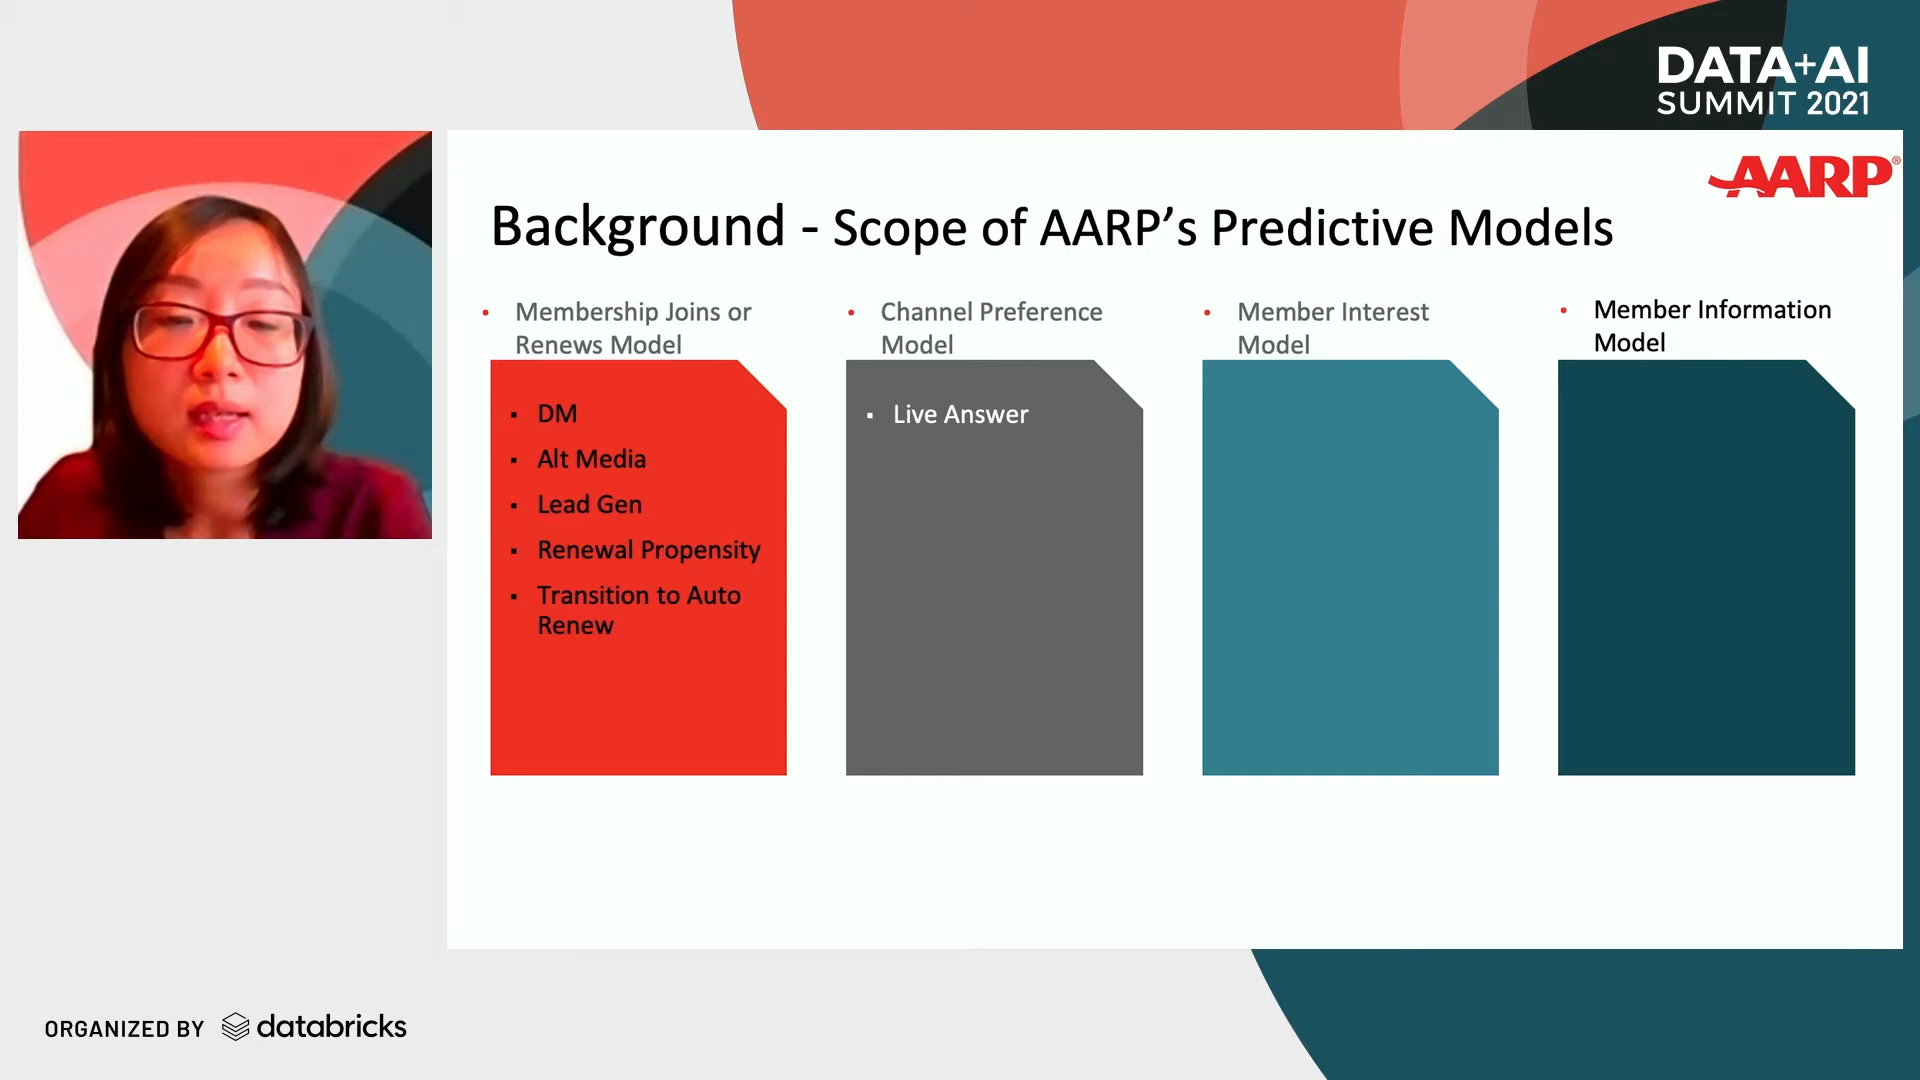 DATA+AI
SUMMIT 2021
AARP®
Background - Scope of AARP’s Predictive Models
• Membership Joins or
Renews Model
▪ DM
▪ Alt Media
▪ Lead Gen
▪ Renewal Propensity
▪ Transition to Auto
Renew
• Channel Preference
Model
▪ Live Answer
• Member Interest
Model
• Member Information
Model
ORGANIZED BY databricks